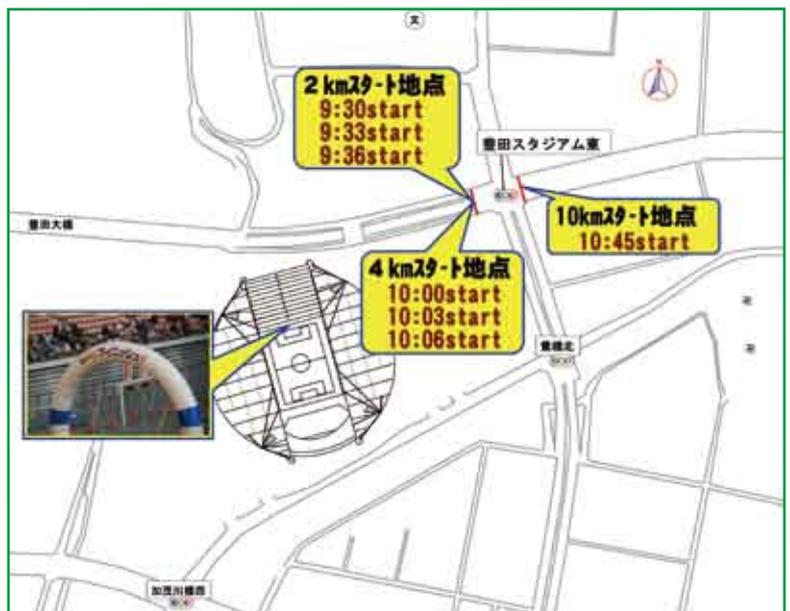 文
2kmスタート地点
9:30start
9:33start
9:36start
N
豊田スタジアム東
10kmスタート地点
10:45start
豊田大橋
4kmスタート地点
10:00start
10:03start
10:06start
橋北
加茂川橋西